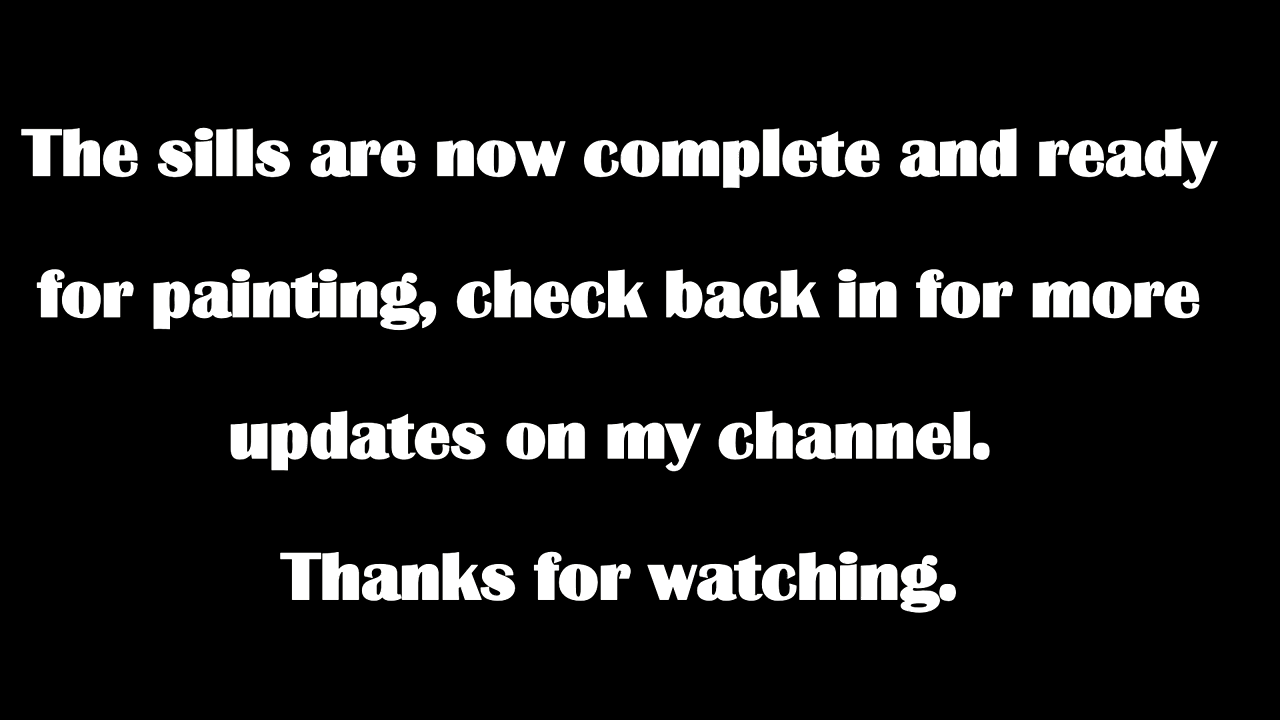 The sills are now complete and ready
for painting, check back in for more
updates on my channel.
Thanks for watching.